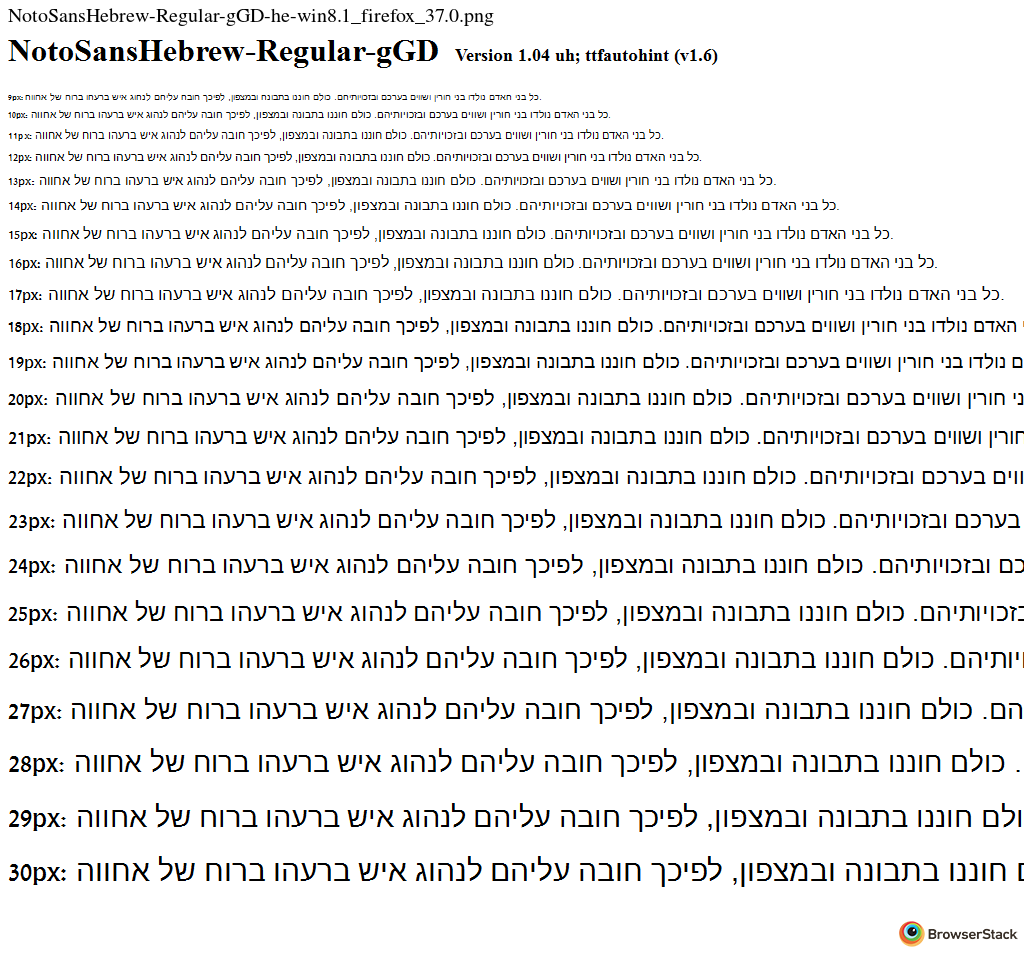 NotoSansHebrew-Regular-gGD-he-win8.1_firefox_37.0.png
NotoSansHebrew-Regular-gGD Version 1.04 uh; ttfautohint (v1.6)
9px: כל בני האדם נולדו בני חורין ושווים בערכם ובזכויותיהם. כולם חוננו בתבונה ובמצפון, לפיכך חובה עליהם לנהוג איש ברעהו ברוח של אחווה.
10px: כל בני האדם נולדו בני חורין ושווים בערכם ובזכויותיהם. כולם חוננו בתבונה ובמצפון, לפיכך חובה עליהם לנהוג איש ברעהו ברוח של אחווה.
11px: כל בני האדם נולדו בני חורין ושווים בערכם ובזכויותיהם. כולם חוננו בתבונה ובמצפון, לפיכך חובה עליהם לנהוג איש ברעהו ברוח של אחווה.
12px: כל בני האדם נולדו בני חורין ושווים בערכם ובזכויותיהם. כולם חוננו בתבונה ובמצפון, לפיכך חובה עליהם לנהוג איש ברעהו ברוח של אחווה.
13px: כל בני האדם נולדו בני חורין ושווים בערכם ובזכויותיהם. כולם חוננו בתבונה ובמצפון, לפיכך חובה עליהם לנהוג איש ברעהו ברוח של אחווה.
14px: כל בני האדם נולדו בני חורין ושווים בערכם ובזכויותיהם. כולם חוננו בתבונה ובמצפון, לפיכך חובה עליהם לנהוג איש ברעהו ברוח של אחווה.
15px: כל בני האדם נולדו בני חורין ושווים בערכם ובזכויותיהם. כולם חוננו בתבונה ובמצפון, לפיכך חובה עליהם לנהוג איש ברעהו ברוח של אחווה.
16px: כל בני האדם נולדו בני חורין ושווים בערכם ובזכויותיהם. כולם חוננו בתבונה ובמצפון, לפיכך חובה עליהם לנהוג איש ברעהו ברוח של אחווה.
17px: כל בני האדם נולדו בני חורין ושווים בערכם ובזכויותיהם. כולם חוננו בתבונה ובמצפון, לפיכך חובה עליהם לנהוג איש ברעהו ברוח של אחווה.
18px: האדם נולדו בני חורין ושווים בערכם ובזכויותיהם. כולם חוננו בתבונה ובמצפון, לפיכך חובה עליהם לנהוג איש ברעהו ברוח של אחווה
19px: ם נולדו בני חורין ושווים בערכם ובזכויותיהם. כולם חוננו בתבונה ובמצפון, לפיכך חובה עליהם לנהוג איש ברעהו ברוח של אחווה
20px: ני חורין ושווים בערכם ובזכויותיהם. כולם חוננו בתבונה ובמצפון, לפיכך חובה עליהם לנהוג איש ברעהו ברוח של אחווה
21px: חורין ושווים בערכם ובזכויותיהם. כולם חוננו בתבונה ובמצפון, לפיכך חובה עליהם לנהוג איש ברעהו ברוח של אחווה
22px: ווים בערכם ובזכויותיהם. כולם חוננו בתבונה ובמצפון, לפיכך חובה עליהם לנהוג איש ברעהו ברוח של אחווה
23px: בערכם ובזכויותיהם. כולם חוננו בתבונה ובמצפון, לפיכך חובה עליהם לנהוג איש ברעהו ברוח של אחווה
24px: כם ובזכויותיהם. כולם חוננו בתבונה ובמצפון, לפיכך חובה עליהם לנהוג איש ברעהו ברוח של אחווה
25px: בזכויותיהם. כולם חוננו בתבונה ובמצפון, לפיכך חובה עליהם לנהוג איש ברעהו ברוח של אחווה
26px: יותיהם. כולם חוננו בתבונה ובמצפון, לפיכך חובה עליהם לנהוג איש ברעהו ברוח של אחווה
27px: הם. כולם חוננו בתבונה ובמצפון, לפיכך חובה עליהם לנהוג איש ברעהו ברוח של אחווה
28px: . כולם חוננו בתבונה ובמצפון, לפיכך חובה עליהם לנהוג איש ברעהו ברוח של אחווה
29px: ולם חוננו בתבונה ובמצפון, לפיכך חובה עליהם לנהוג איש ברעהו ברוח של אחווה
30px: חוננו בתבונה ובמצפון, לפיכך חובה עליהם לנהוג איש ברעהו ברוח של אחווה
BrowserStack